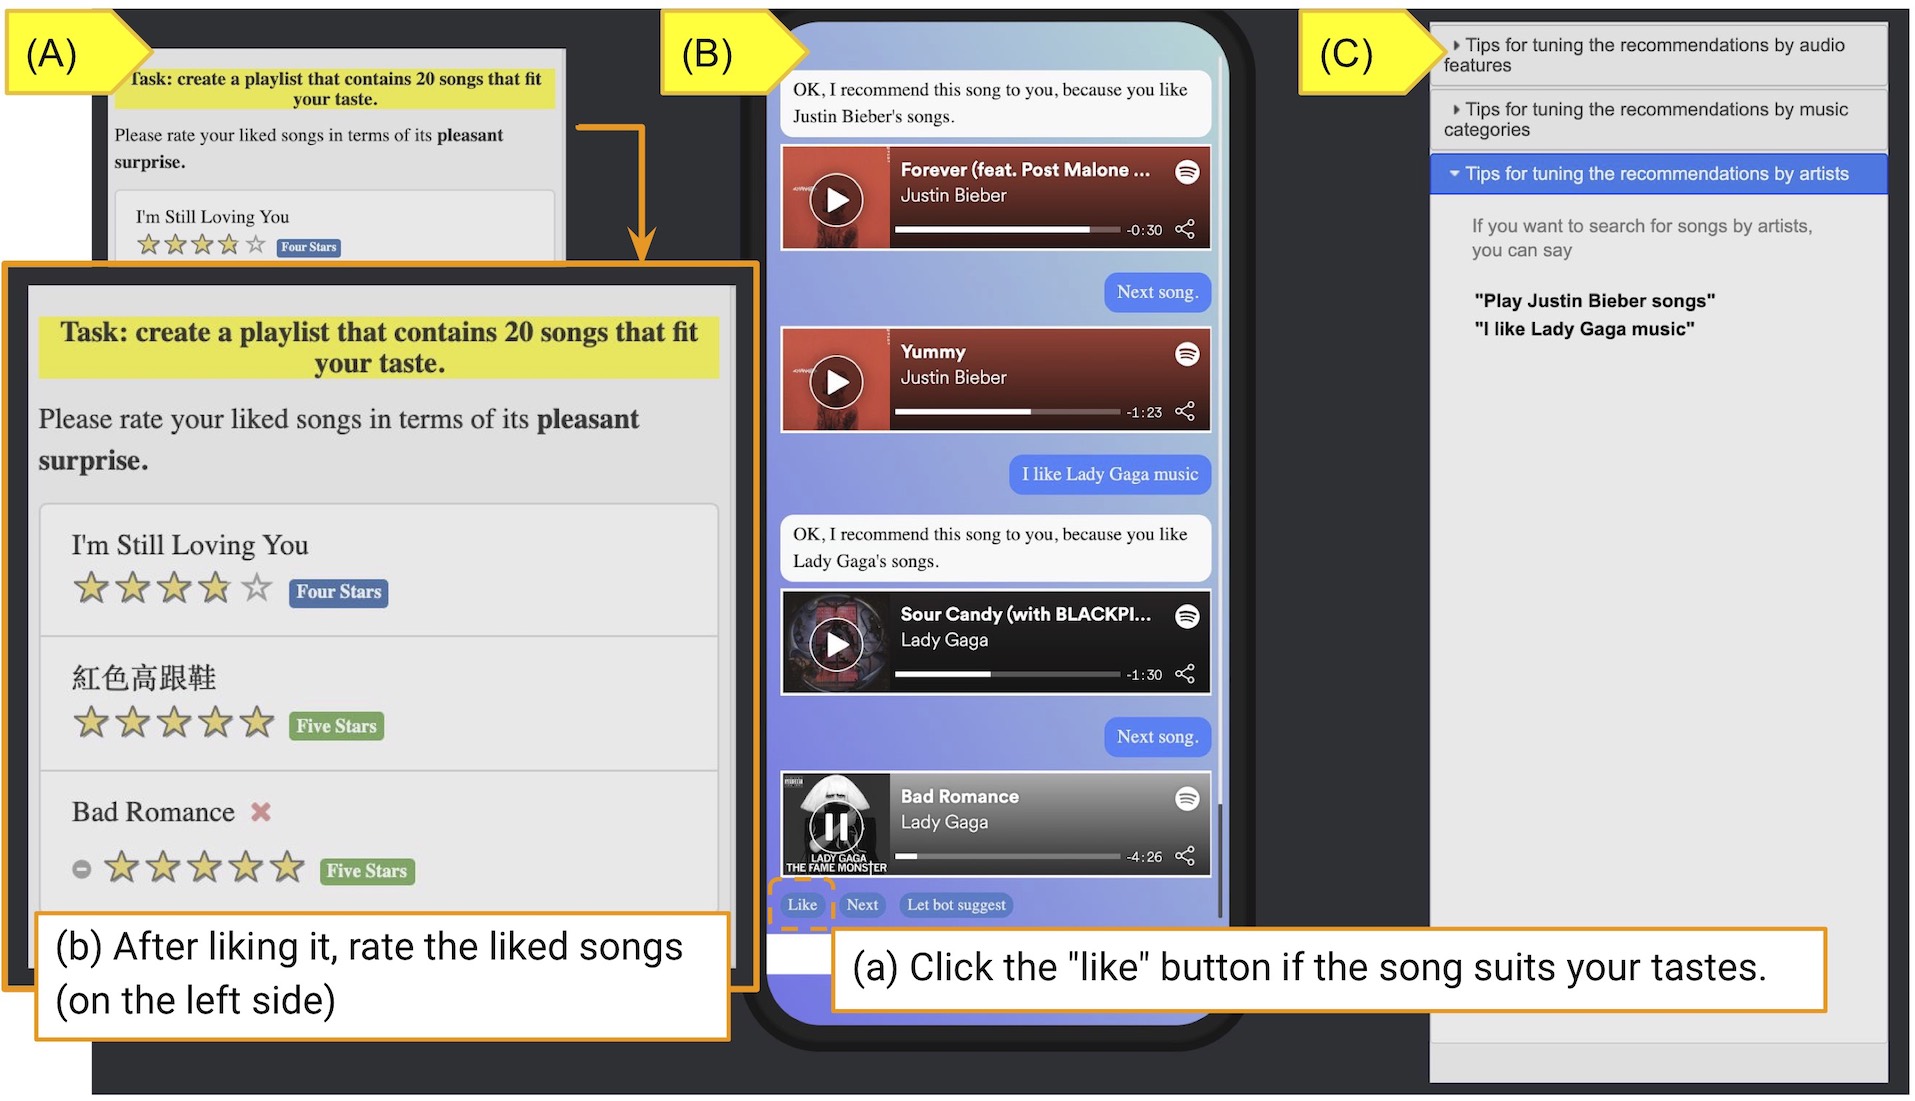 (A)
Task: create a playlist that contains 20 songs that fit
your taste.
Please rate your liked songs in terms of its pleasant
surprise.
I'm Still Loving You
Four Stars
Task: create a playlist that contains 20 songs that fit
your taste.
Please rate your liked songs in terms of its pleasant
surprise.
I'm Still Loving You
Four Stars
紅色高跟鞋
Five Stars
Bad Romance
Five Stars
(b) After liking it, rate the liked songs
(on the left side)
(B)
OK, I recommend this song to you, because you like
Justin Bieber's songs.
Forever (feat. Post Malone ...
Justin Bieber
-0:30
Next song.
Yummy
Justin Bieber
-1:23
I like Lady Gaga music
OK, I recommend this song to you, because you like
Lady Gaga's songs.
Sour Candy (with BLACKPI...
Lady Gaga
-1:30
Next song.
LADY GAGA
THE FAME MONSTER
Bad Romance
Lady Gaga
-4:26
Like
Next
Let bot suggest
(a) Click the "like" button if the song suits your tastes.
(C)
Tips for tuning the recommendations by audio
features
Tips for tuning the recommendations by music
categories
Tips for tuning the recommendations by artists
If you want to search for songs by artists,
you can say
"Play Justin Bieber songs"
"I like Lady Gaga music"